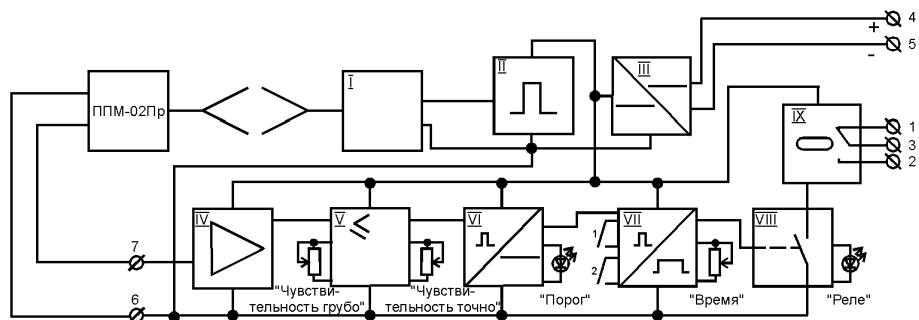 4
+
5
-
II
III
I
ППМ-02Пр
IX
1
3
2
IV
V
≤
VI
VII
VIII
1
2
7
6
"Чувстви-
тельность грубо"
"Чувстви-
тельность точно"
"Порог"
"Время"
"Реле"